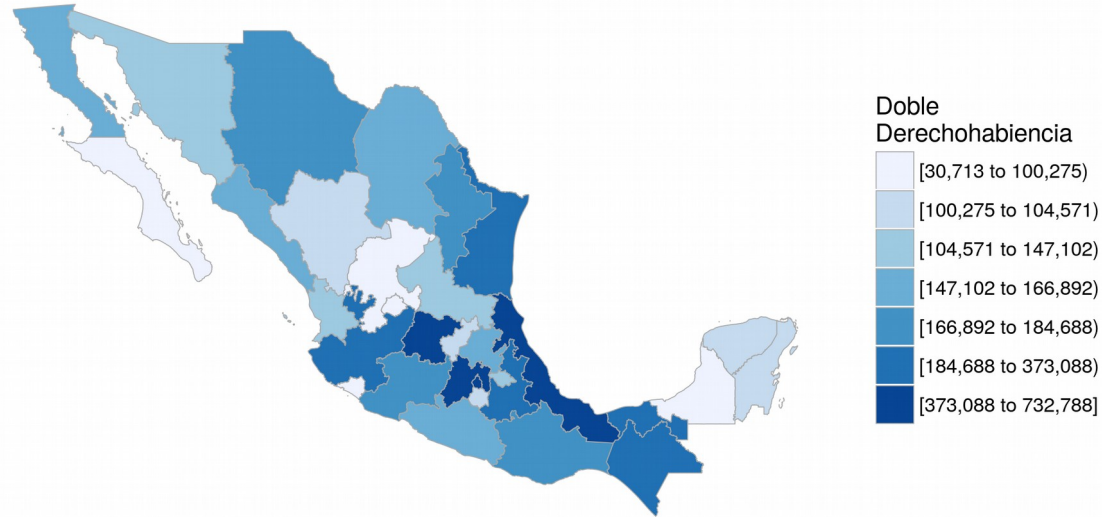 Doble
Derechohabiencia
[30,713 to 100,275)
[100,275 to 104,571)
[104,571 to 147,102)
[147,102 to 166,892)
[166,892 to 184,688)
[184,688 to 373,088)
[373,088 to 732,788]